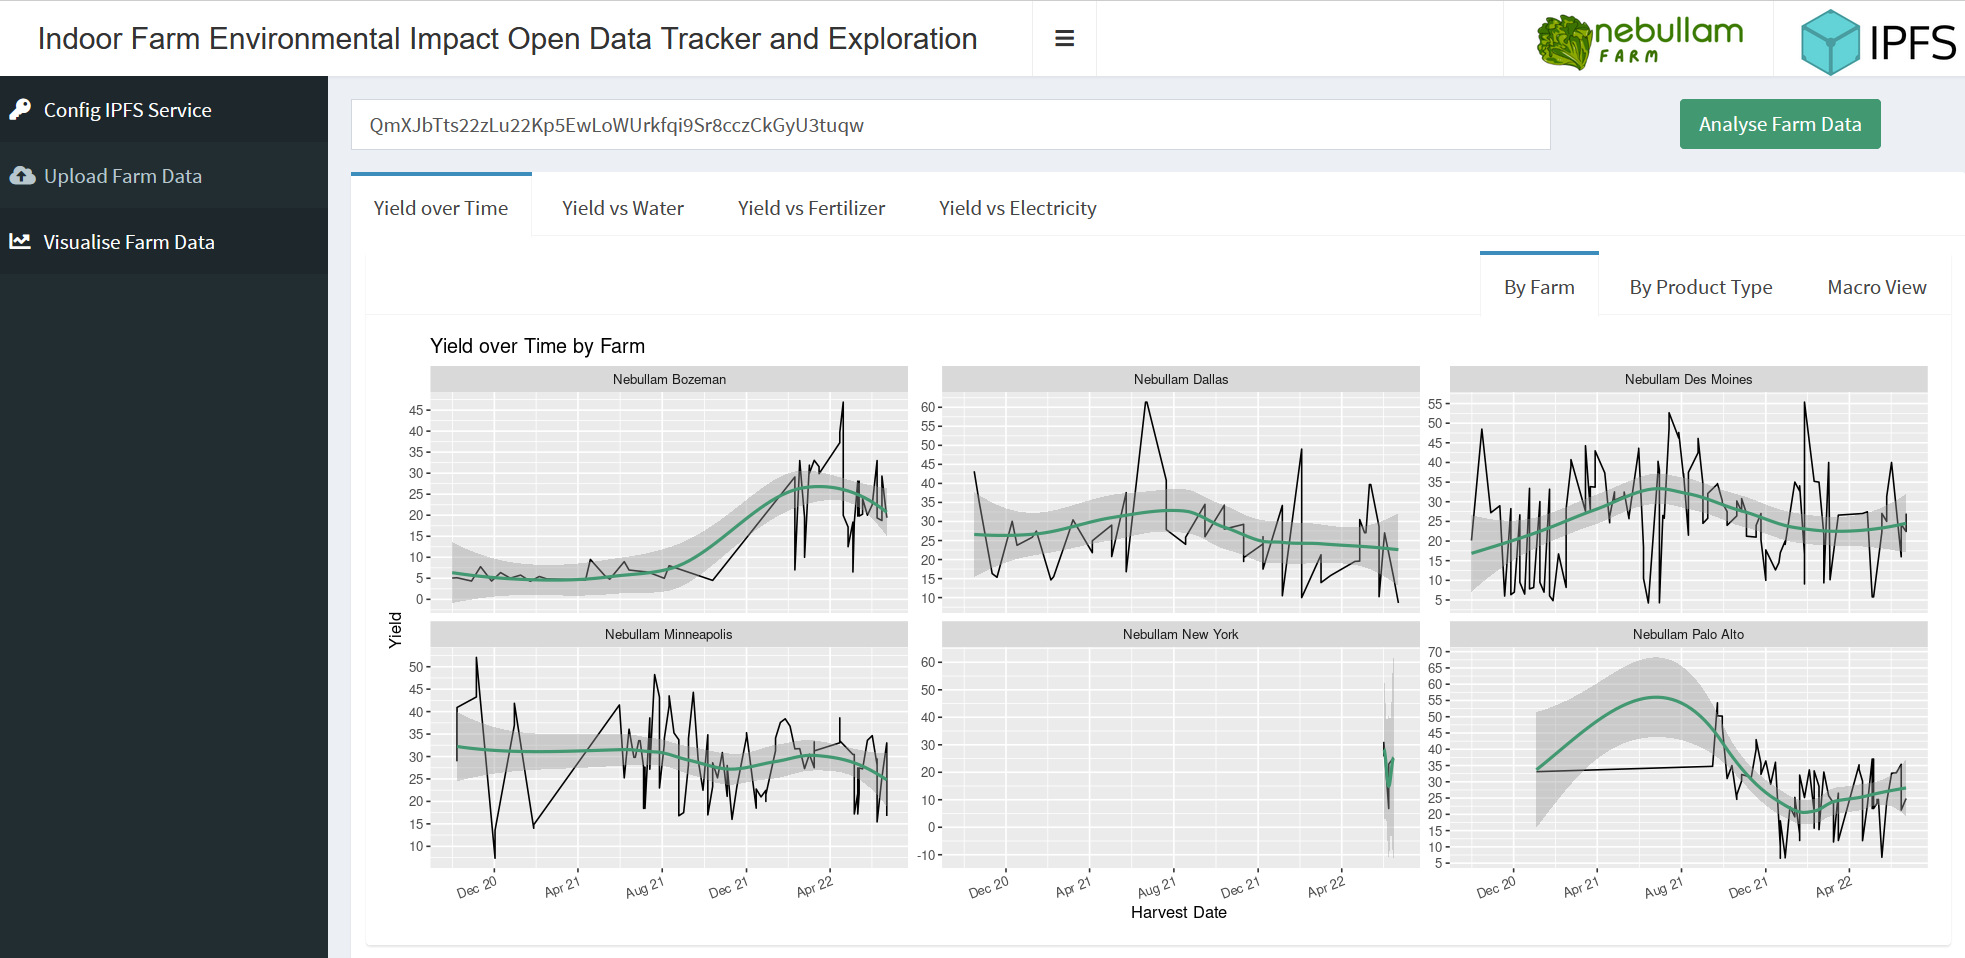 Indoor Farm Environmental Impact Open Data Tracker and Exploration
nebullam
FARM
IPFS
Config IPFS Service
Upload Farm Data
Visualise Farm Data
QmXJbTts22zLu22Kp5EwLoWUrkfqi9Sr8cczCkGyU3tuqw
Analyse Farm Data
Yield over Time Yield vs Water Yield vs Fertilizer Yield vs Electricity
By Farm By Product Type Macro View
Yield over Time by Farm
Nebullam Bozeman
45
40
35
30
25
20
15
10
5
0
Nebullam Dallas
60
55
50
45
40
35
30
25
20
15
10
Nebullam Des Moines
55
50
45
40
35
30
25
20
15
10
5
Yield
Nebullam Minneapolis
50
45
40
35
30
25
20
15
10
Dec 20 Apr 21 Aug 21 Dec 21 Apr 22
Nebullam New York
60
50
40
30
20
10
0
-10
Dec 20 Apr 21 Aug 21 Dec 21 Apr 22
Nebullam Palo Alto
70
65
60
55
50
45
40
35
30
25
20
15
10
5
Dec 20 Apr 21 Aug 21 Dec 21 Apr 22
Harvest Date